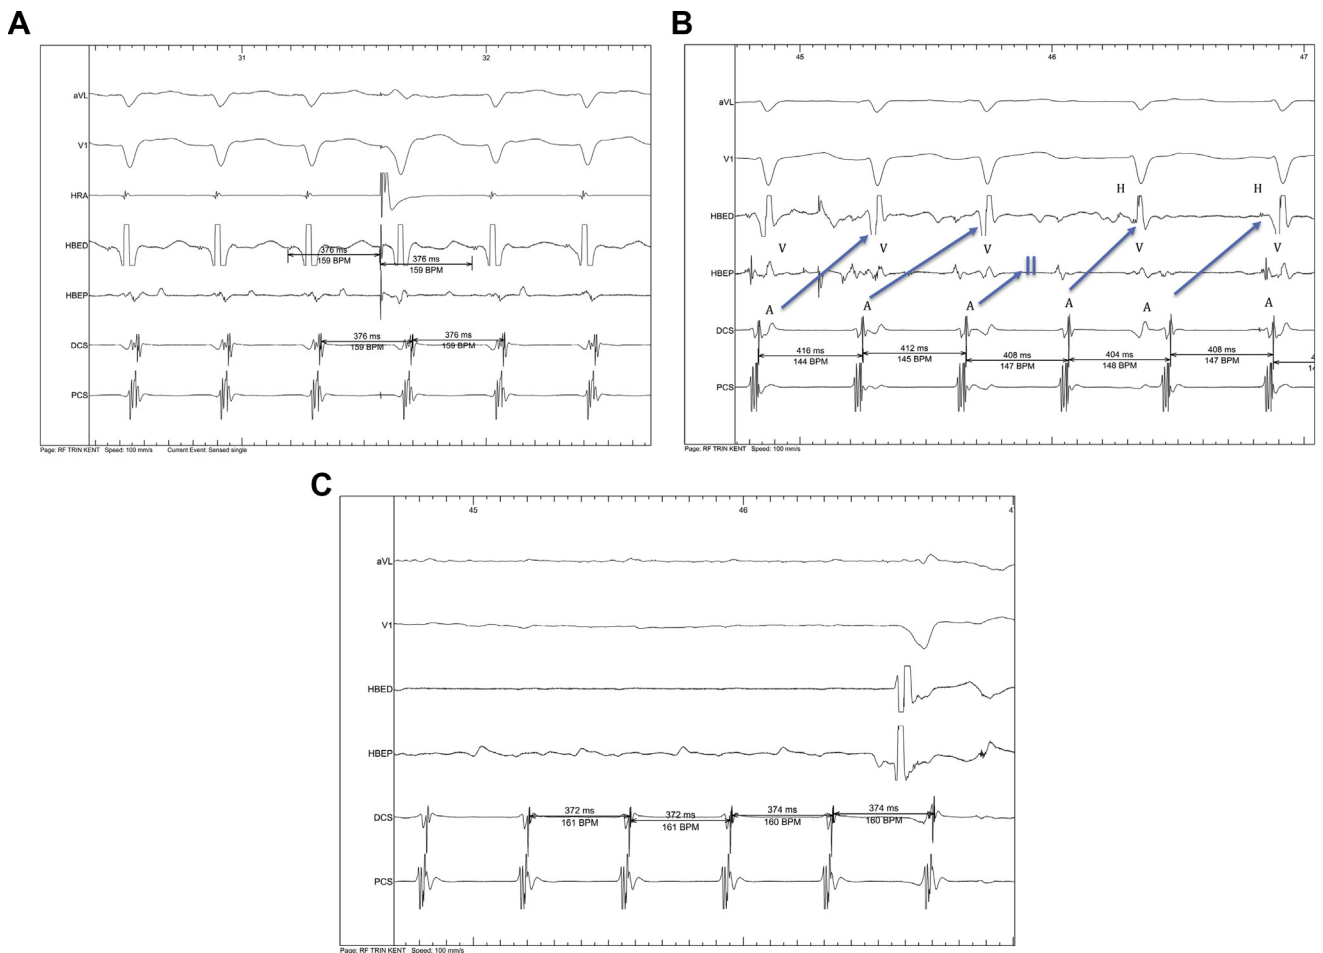 A
31 32
aVL
V1
HRA
HBED
376 ms
159 BPM
376 ms
159 BPM
HBEP
376 ms
376 ms
DCS
159 BPM
159 BPM
PCS
Page: RF TRIN KENT Speed: 100 mm/s Current Event: Sensed single
B
45 46 47
aVL
V1
H H
HBED
V V V V V
HBEP
A A A A A A
DCS
416 ms 412 ms 408 ms 404 ms 408 ms
144 BPM 145 BPM 147 BPM 148 BPM 147 BPM
PCS
Page: RF TRIN KENT Speed: 100 mm/s
C
45 46
aVL
V1
HBED
HBEP
372 ms 372 ms 374 ms 374 ms
DCS
161 BPM 161 BPM 160 BPM 160 BPM
PCS
Page: RF TRIN KENT Speed: 100 mm/s